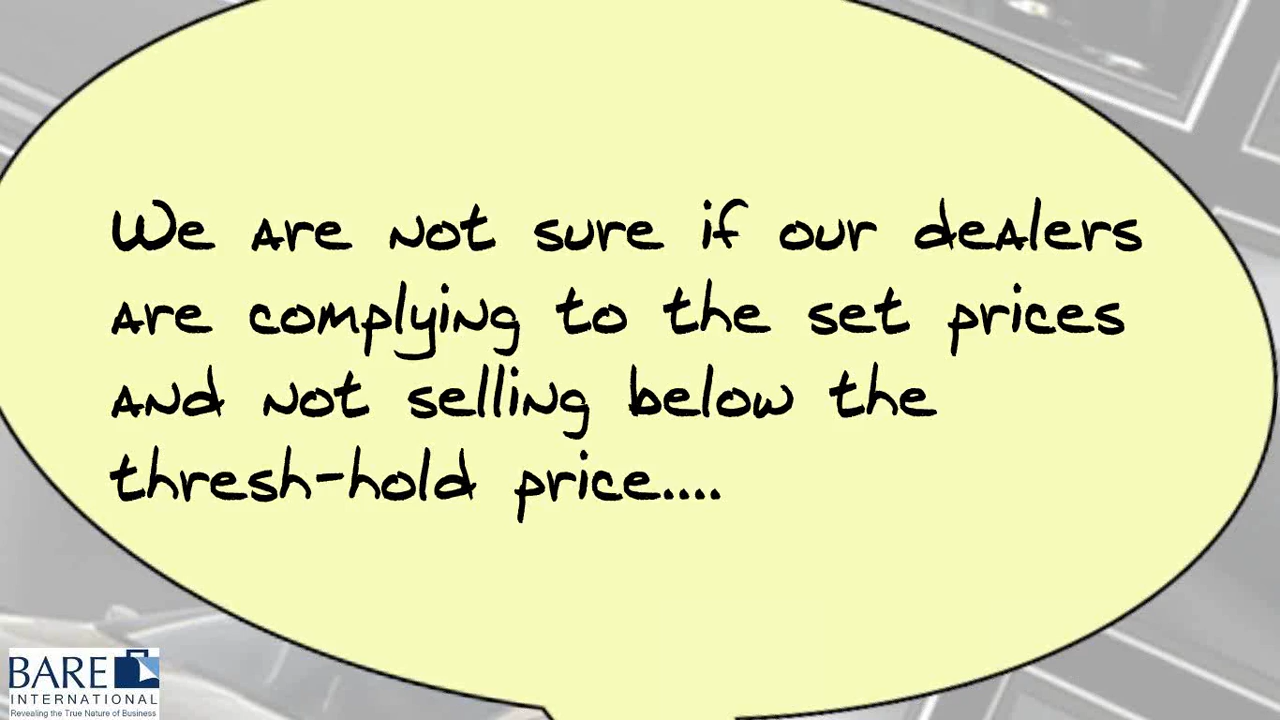 We are not sure if our dealers
are complying to the set prices
and not selling below the
thresh-hold price....
BARE
INTERNATIONAL
Revealing the True Nature of Business